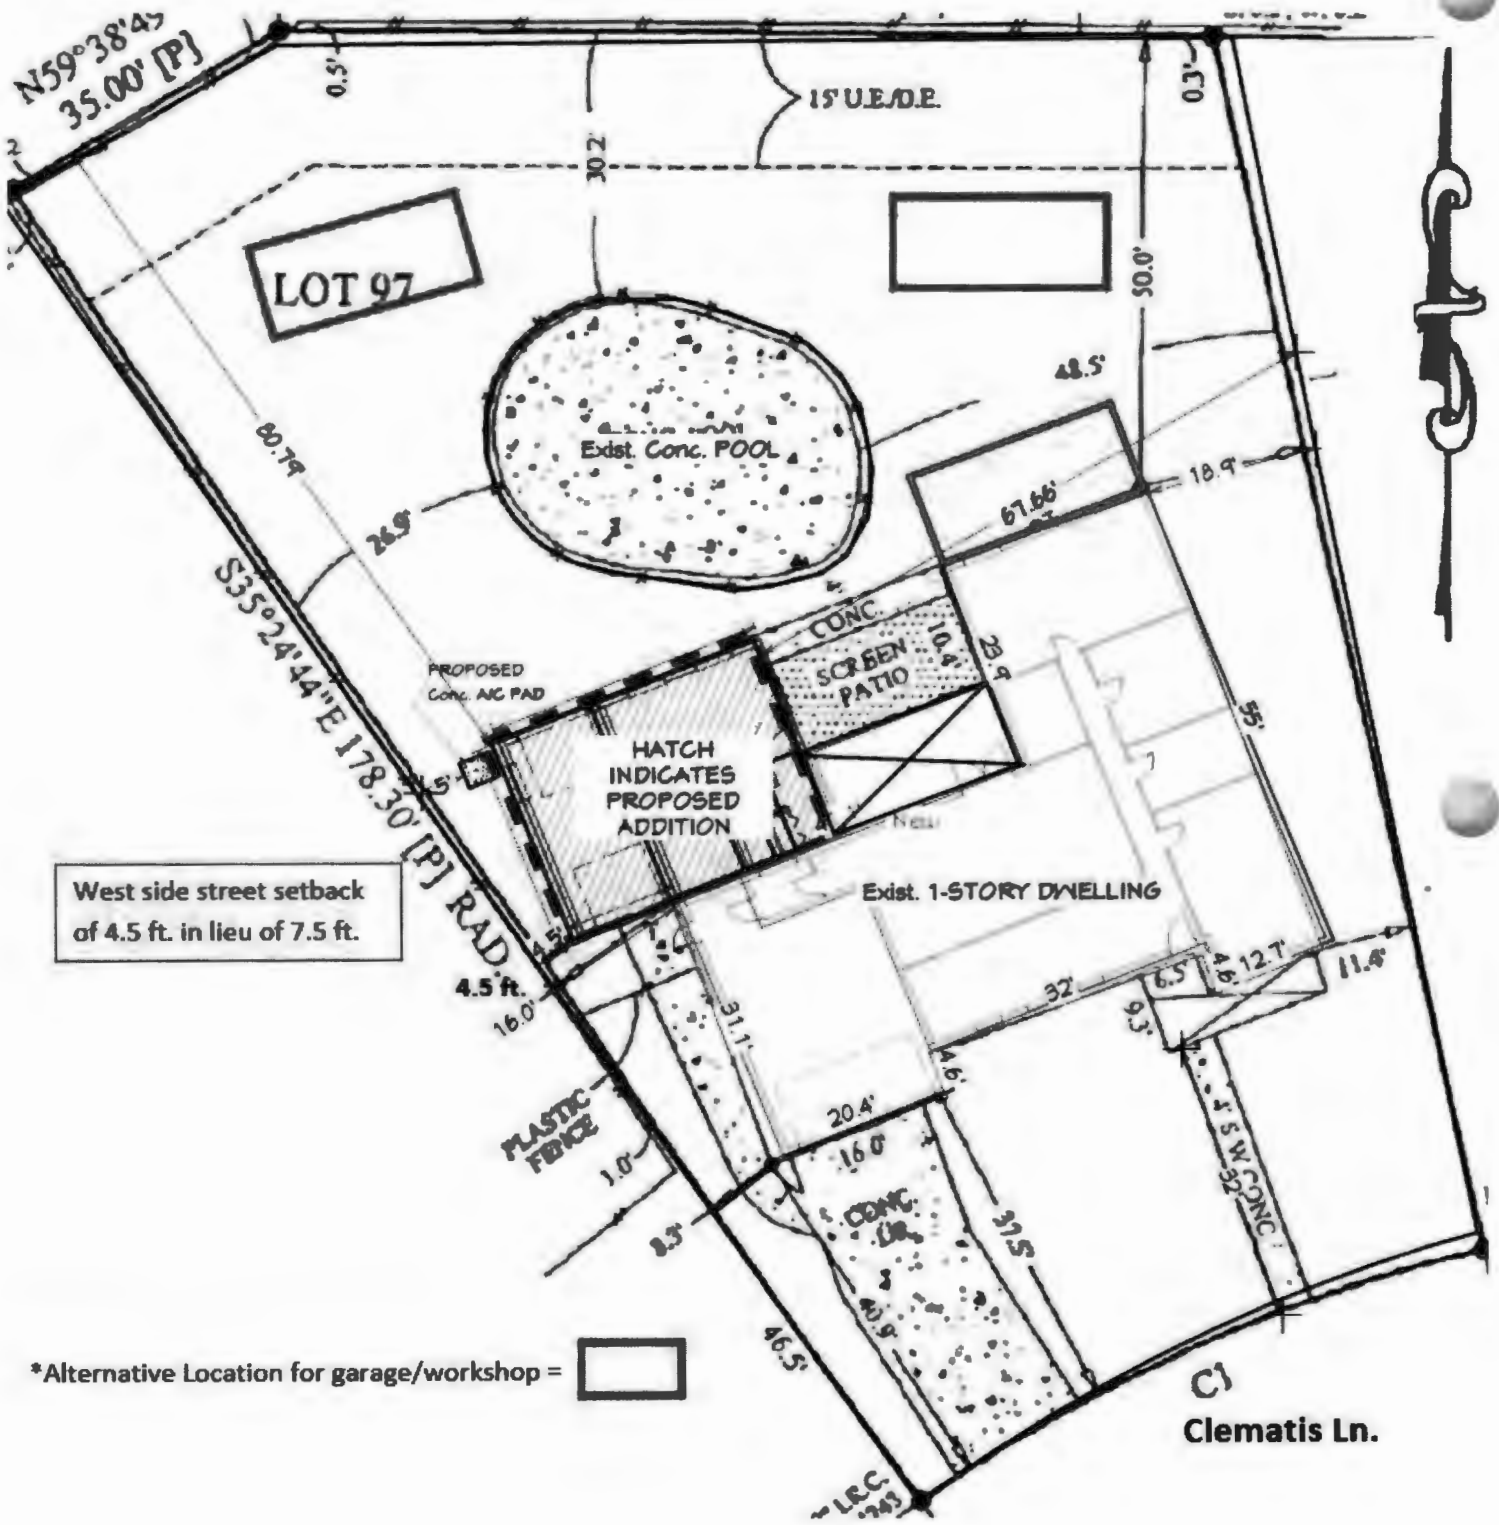 N59°38'45
35.00' [P]
0.5'
15' U.E./D.E.
0.3'
30.2
LOT 97
50.0'
48.5'
80.79
Exist. Conc. POOL
18.9'
67.66'
26.9'
S35°24'44"E 178.30' [P] RAD.
CONC.
SCREEN
PATIO
10.4'
23.9
PROPOSED
Conc. A/C PAD
5'
55'
HATCH
INDICATES
PROPOSED
ADDITION
New
Exist. 1-STORY DWELLING
West side street setback
of 4.5 ft. in lieu of 7.5 ft.
4.5'
4.5 ft.
16.0'
31.1'
32'
6.5'
4.6'
12.7'
11.4'
9.3'
4.6'
PLASTIC
FENCE
1.0'
20.4'
16.0'
4' S W CONC
32'
8.3'
CONC.
DR.
37.5'
40.9'
46.5'
*Alternative Location for garage/workshop =
C1
Clematis Ln.
I.R.C.